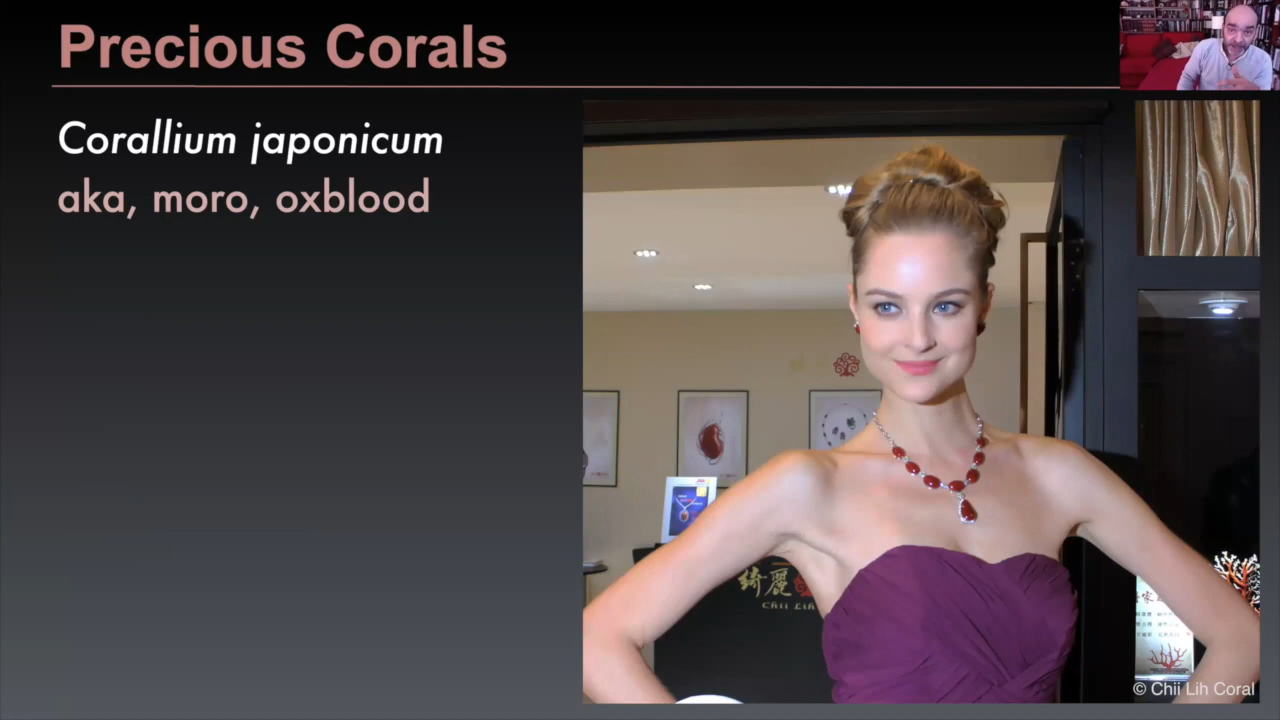 Precious Corals
Corallium japonicum
aka, moro, oxblood
綺麗
Chii Lih
© Chii Lih Coral